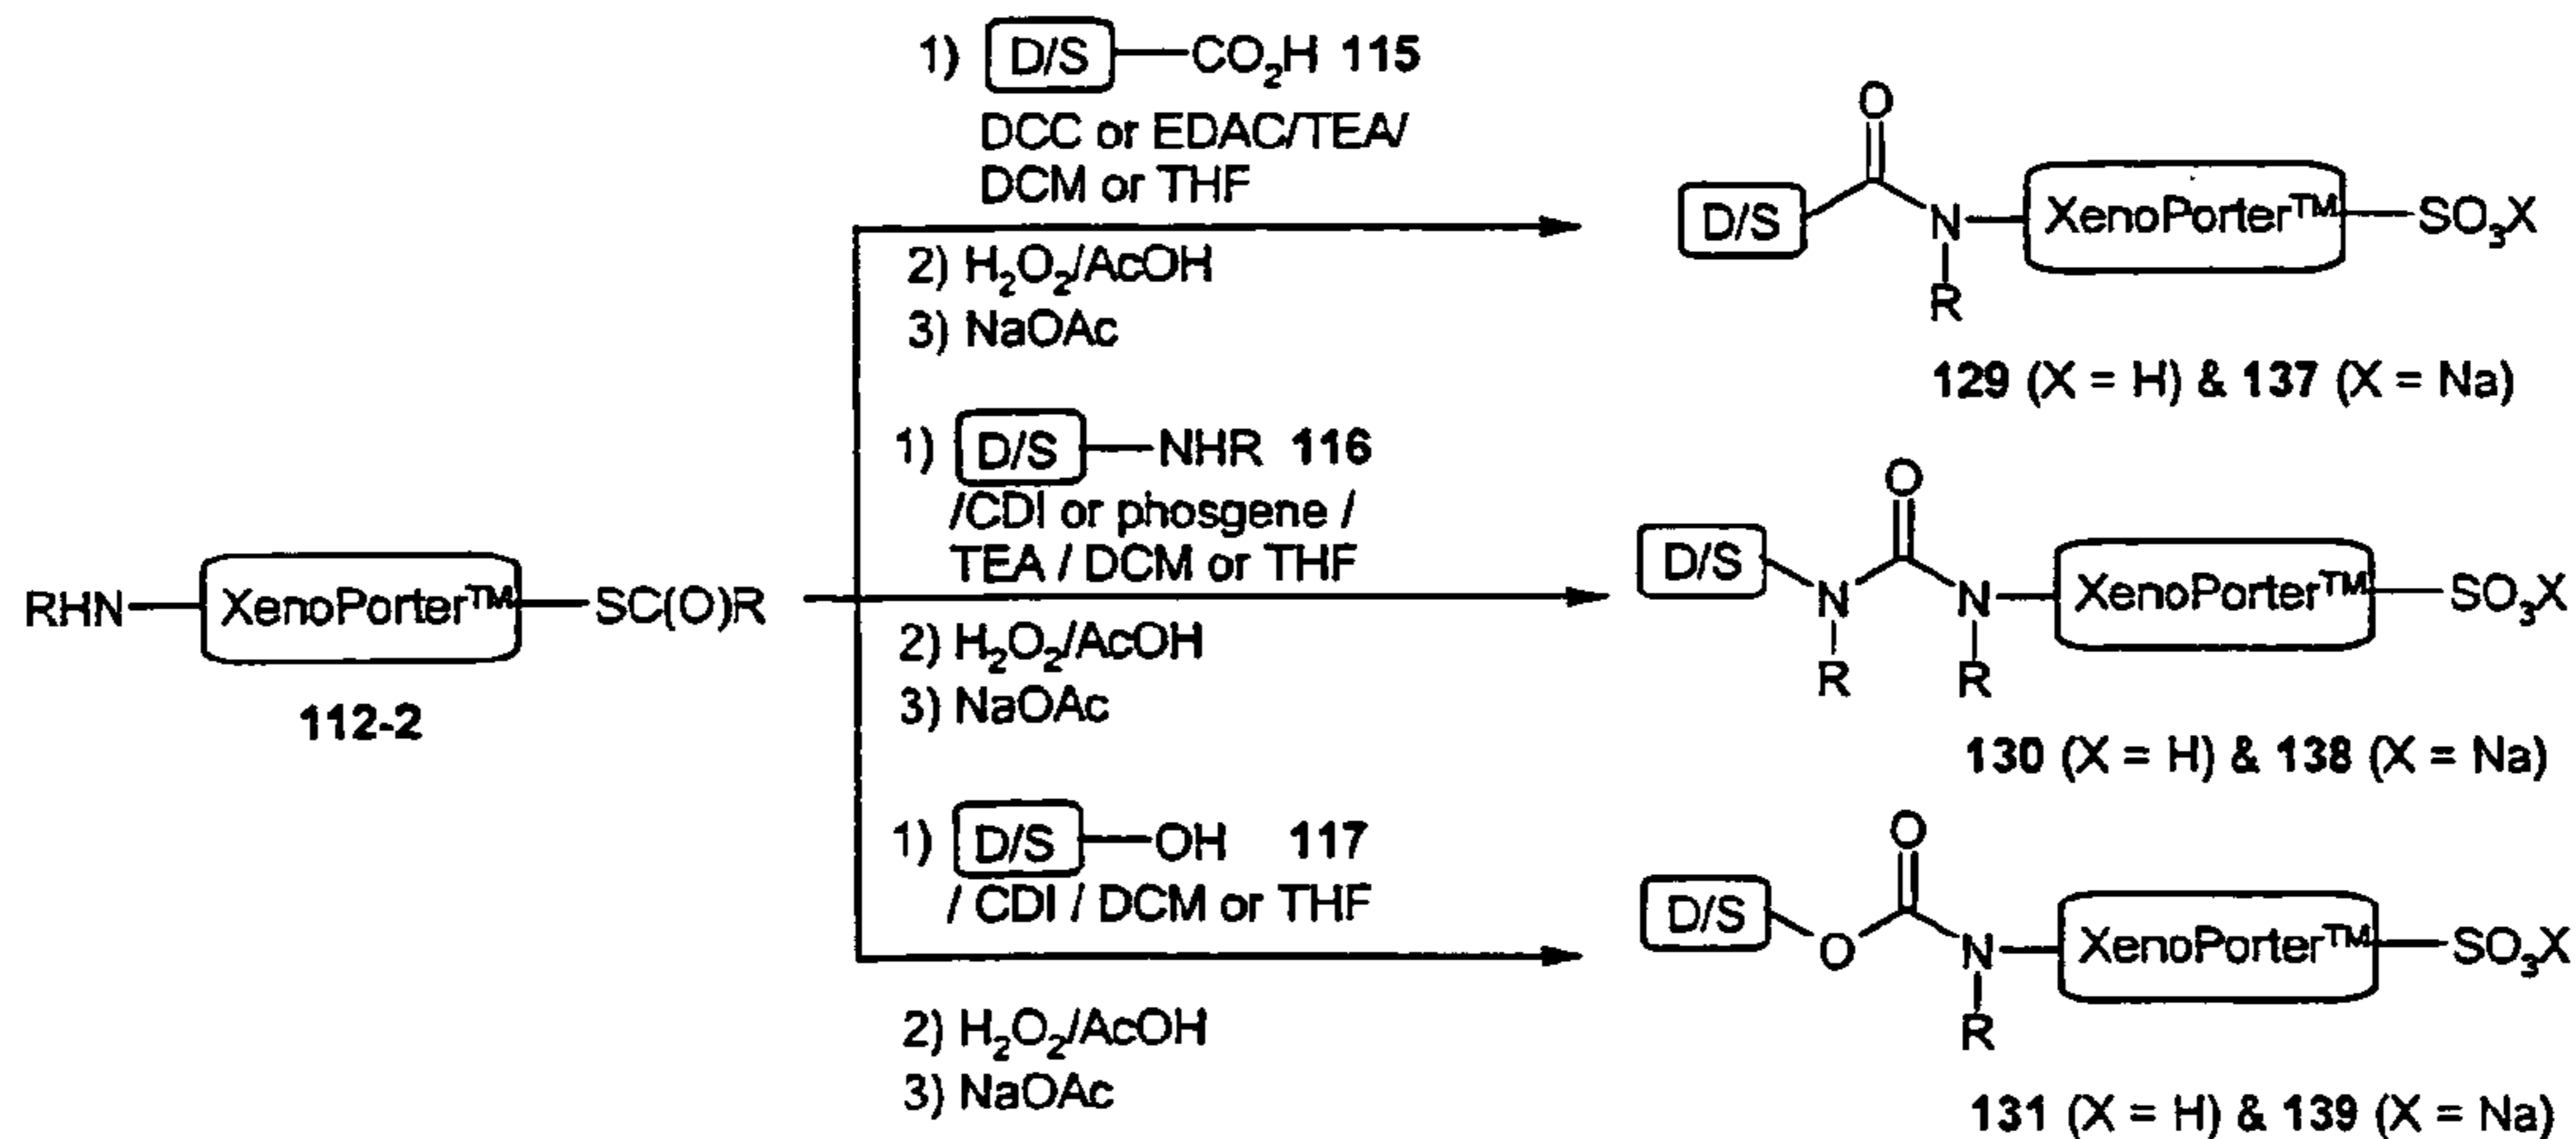 1) D/S CO₂H 115
DCC or EDAC/TEA/
DCM or THF
2) H₂O₂/AcOH
3) NaOAc
O
D/S N XenoPorter™ SO₃X
R
129 (X = H) & 137 (X = Na)
1) D/S NHR 116
/CDI or phosgene /
TEA / DCM or THF
2) H₂O₂/AcOH
3) NaOAc
RHN XenoPorter™ SC(O)R
112-2
O
D/S N N XenoPorter™ SO₃X
R R
130 (X = H) & 138 (X = Na)
1) D/S OH 117
/ CDI / DCM or THF
2) H₂O₂/AcOH
3) NaOAc
O
D/S O N XenoPorter™ SO₃X
R
131 (X = H) & 139 (X = Na)